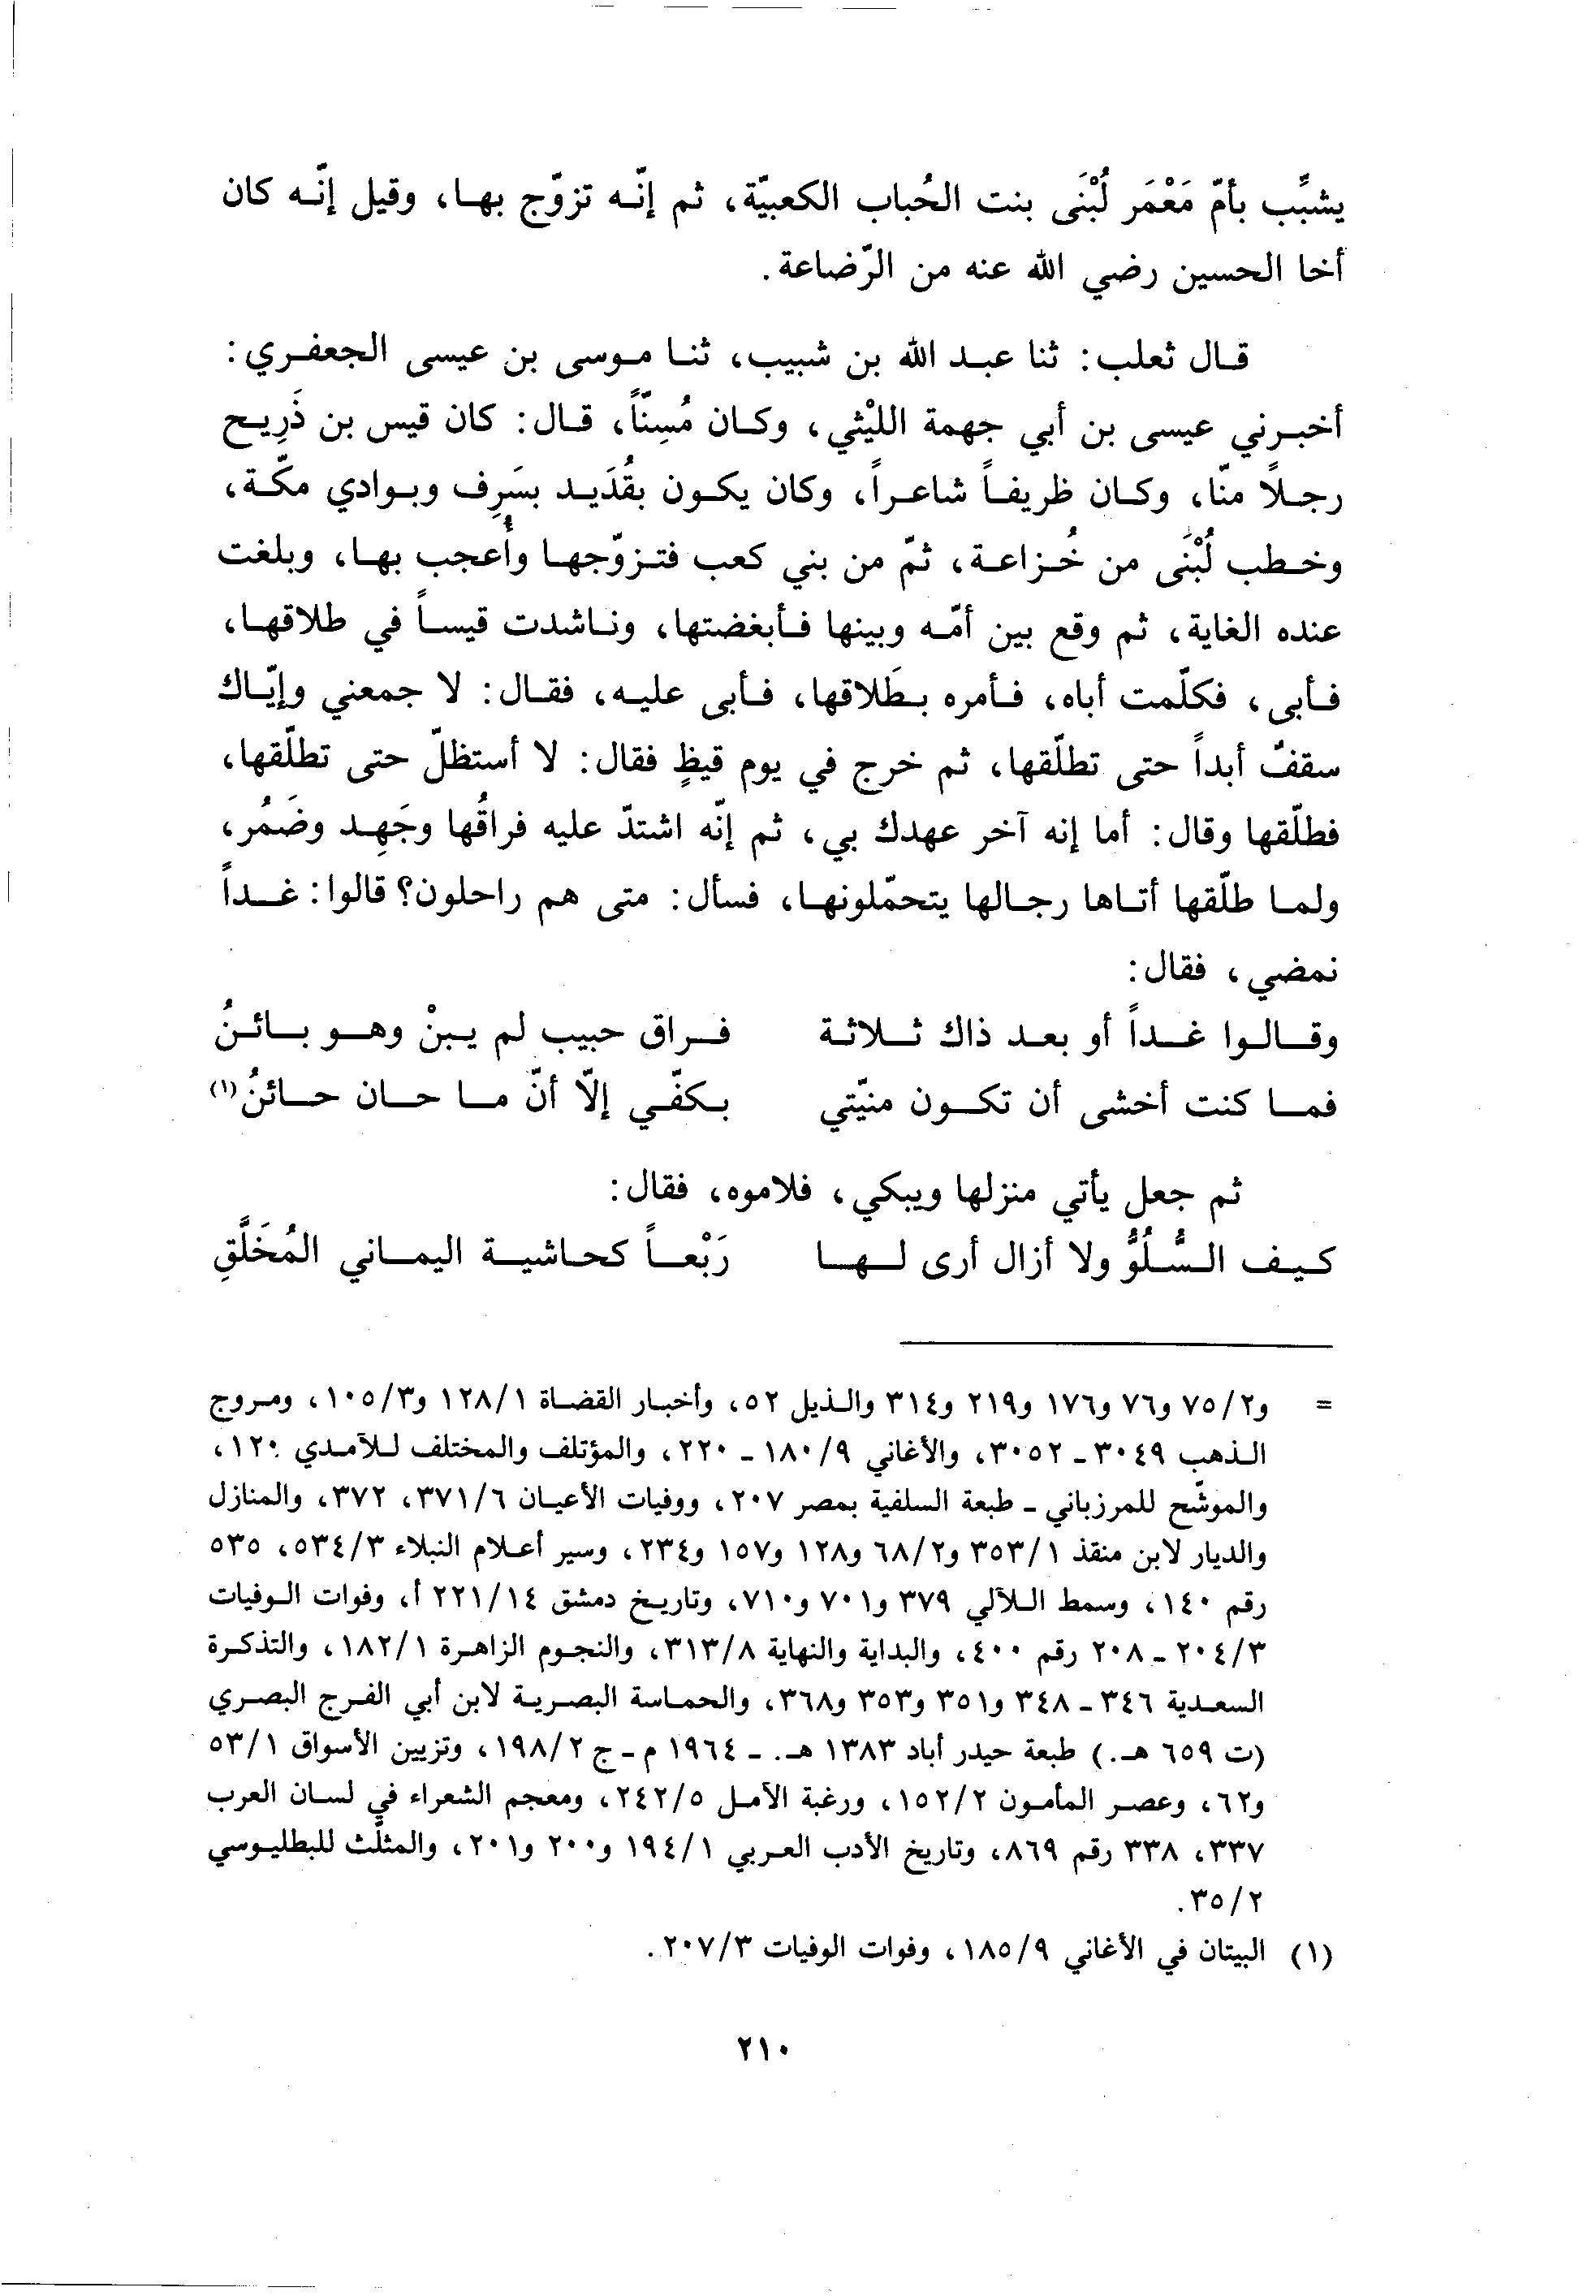 يشبِّب بأمّ مَعْمَر لُبْنَى بنت الحُباب الكعبيّة، ثم إنّه تزوّج بها، وقيل إنّه كان
أخا الحسين رضي الله عنه من الرّضاعة.
قال ثعلب: ثنا عبد الله بن شبيب، ثنا موسى بن عيسى الجعفري:
أخبرني عيسى بن أبي جهمة الليْثي، وكان مُسِنّاً، قال: كان قيس بن ذَرِيح
رجلاً منّا، وكان ظريفاً شاعراً، وكان يكون بقُدَيد بسَرِف وبوادي مكّة،
وخطب لُبْنَى من خُزاعة، ثمّ من بني كعب فتزوّجها وأُعجب بها، وبلغت
عنده الغاية، ثم وقع بين أمّه وبينها فأبغضتها، وناشدت قيساً في طلاقها،
فأبى، فكلّمت أباه، فأمره بطَلاقها، فأبى عليه، فقال: لا جمعني وإيّاك
سقفٌ أبداً حتى تطلّقها، ثم خرج في يوم قيظٍ فقال: لا أستظلّ حتى تطلّقها،
فطلّقها وقال: أما إنه آخر عهدك بي، ثم إنّه اشتدّ عليه فراقُها وجَهِد وضَمُر،
ولما طلّقها أتاها رجالها يتحمّلونها، فسأل: متى هم راحلون؟ قالوا: غداً
نمضي، فقال:
وقالوا غداً أو بعد ذاك ثلاثة فراق حبيب لم يبنْ وهو بائنُ
فما كنت أخشى أن تكون منيّتي بكفّي إلّا أنّ ما حان حائنُ(١)
ثم جعل يأتي منزلها ويبكي، فلاموه، فقال:
كيف السُّلُوُّ ولا أزال أرى لها رَبْعاً كحاشية اليماني المُخَلَّقِ
= و٢/٧٥ و٧٦ و١٧٦ و٢١٩ و٣١٤ والذيل ٥٢، وأخبار القضاة ١/١٢٨ و٣/١٠٥، ومروج
الذهب ٣٠٤٩ - ٣٠٥٢، والأغاني ٩/١٨٠ - ٢٢٠، والمؤتلف والمختلف للآمدي ١٢٠،
والموشّح للمرزباني - طبعة السلفية بمصر ٢٠٧، ووفيات الأعيان ٦/٣٧١، ٣٧٢، والمنازل
والديار لابن منقذ ١/٣٥٣ و٢/٦٨ و١٢٨ و١٥٧ و٢٣٤، وسير أعلام النبلاء ٣/٥٣٤، ٥٣٥
رقم ١٤٠، وسمط اللآلي ٣٧٩ و٧٠١ و٧١٠، وتاريخ دمشق ١٤/٢٢١ أ، وفوات الوفيات
٣/٢٠٤ - ٢٠٨ رقم ٤٠٠، والبداية والنهاية ٨/٣١٣، والنجوم الزاهرة ١/١٨٢، والتذكرة
السعدية ٣٤٦ - ٣٤٨ و٣٥١ و٣٥٣ و٣٦٨، والحماسة البصرية لابن أبي الفرج البصري
(ت ٦٥٩ هـ.) طبعة حيدر أباد ١٣٨٣ هـ. - ١٩٦٤ م - ج ٢/١٩٨، وتزيين الأسواق ١/٥٣
و٦٢، وعصر المأمون ٢/١٥٢، ورغبة الآمل ٥/٢٤٢، ومعجم الشعراء في لسان العرب
٣٣٧، ٣٣٨ رقم ٨٦٩، وتاريخ الأدب العربي ١/١٩٤ و٢٠٠ و٢٠١، والمثلّث للبطليوسي
٢/٣٥.
(١) البيتان في الأغاني ٩/١٨٥، وفوات الوفيات ٣/٢٠٧.
٢١٠